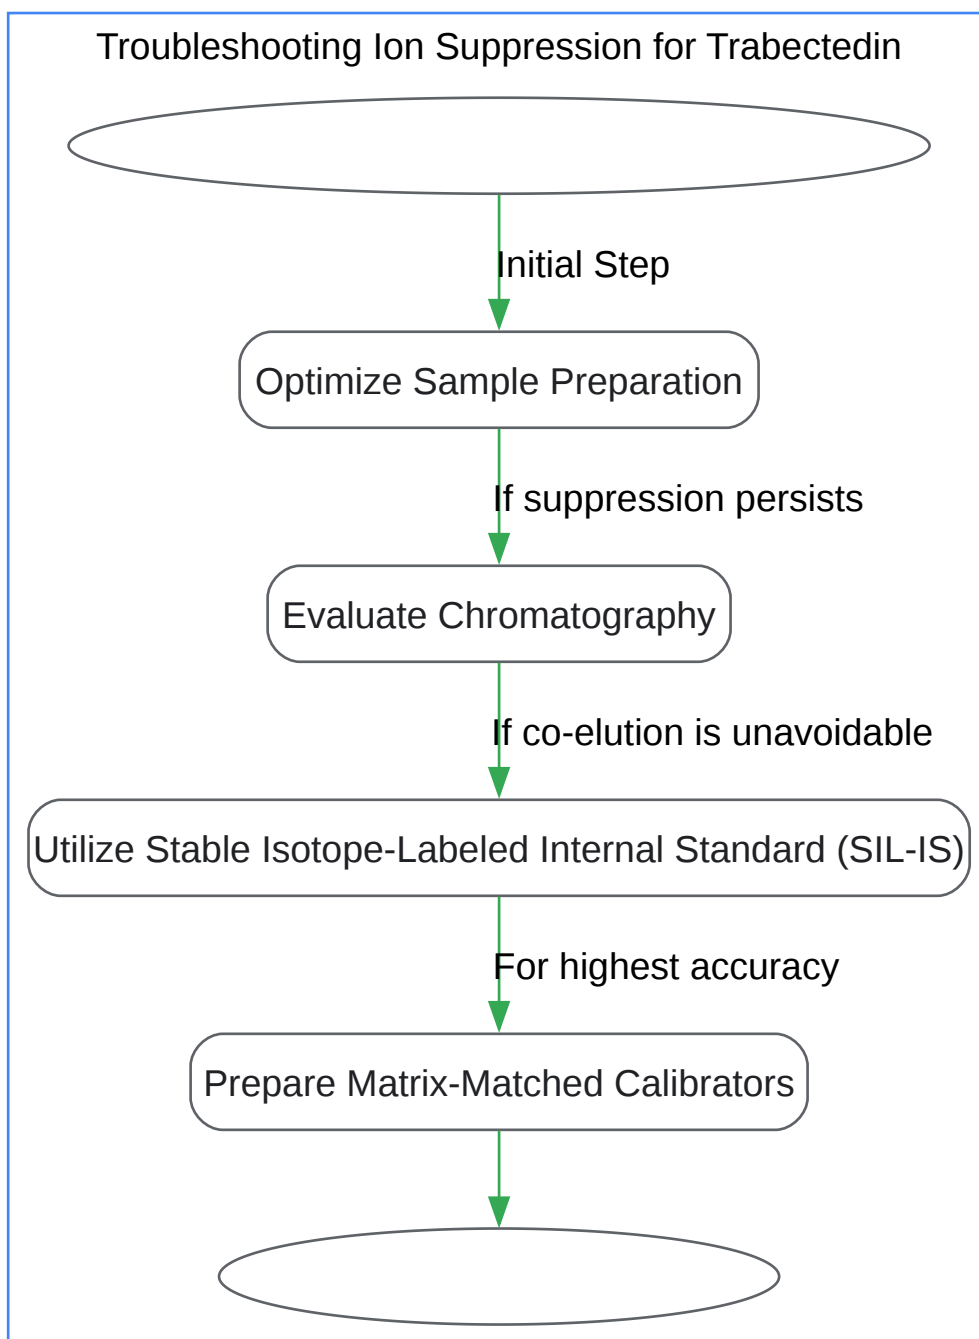 Troubleshooting Ion Suppression for Trabectedin
Initial Step
Optimize Sample Preparation
If suppression persists
Evaluate Chromatography
If co-elution is unavoidable
Utilize Stable Isotope-Labeled Internal Standard (SIL-IS)
For highest accuracy
Prepare Matrix-Matched Calibrators